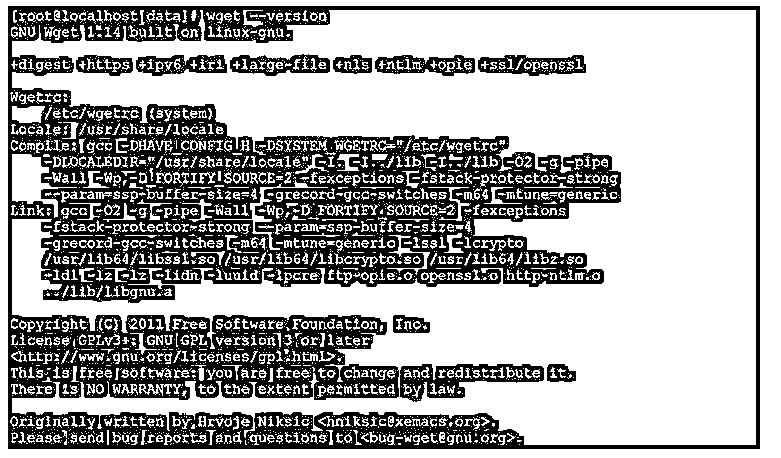 [root@localhost data]# wget --version
GNU Wget 1.14 built on linux-gnu.
+digest +https +ipv6 +iri +large-file +nls +ntlm +opie +ssl/openssl
Wgetrc:
/etc/wgetrc (system)
Locale: /usr/share/locale
Compile: gcc -DHAVE_CONFIG_H -DSYSTEM_WGETRC="/etc/wgetrc"
-DLOCALEDIR="/usr/share/locale" -I. -I../lib -I../lib -O2 -g -pipe
-Wall -Wp,-D_FORTIFY_SOURCE=2 -fexceptions -fstack-protector-strong
--param=ssp-buffer-size=4 -grecord-gcc-switches -m64 -mtune=generic
Link: gcc -O2 -g -pipe -Wall -Wp,-D_FORTIFY_SOURCE=2 -fexceptions
-fstack-protector-strong --param=ssp-buffer-size=4
-grecord-gcc-switches -m64 -mtune=generic -lssl -lcrypto
/usr/lib64/libssl.so /usr/lib64/libcrypto.so /usr/lib64/libz.so
-ldl -lz -lz -lidn -luuid -lpcre ftp-opie.o openssl.o http-ntlm.o
../lib/libgnu.a
Copyright (C) 2011 Free Software Foundation, Inc.
License GPLv3+: GNU GPL version 3 or later
<http://www.gnu.org/licenses/gpl.html>.
This is free software: you are free to change and redistribute it.
There is NO WARRANTY, to the extent permitted by law.
Originally written by Hrvoje Niksic <hniksic@xemacs.org>.
Please send bug reports and questions to <bug-wget@gnu.org>.